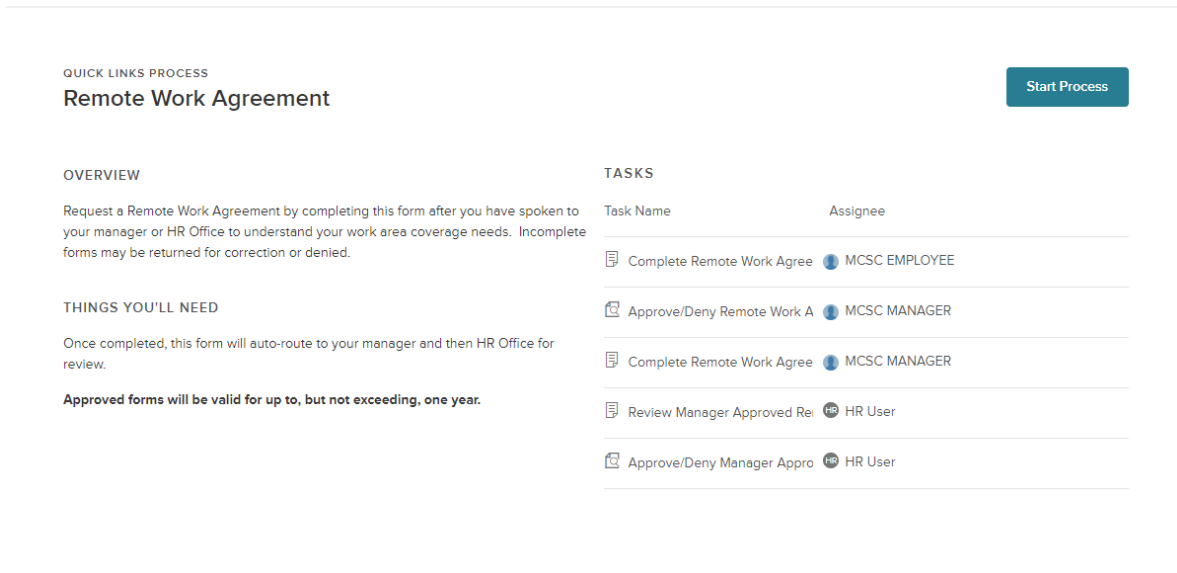 QUICK LINKS PROCESS
Remote Work Agreement
Start Process
OVERVIEW
Request a Remote Work Agreement by completing this form after you have spoken to
your manager or HR Office to understand your work area coverage needs.  Incomplete
forms may be returned for correction or denied.
THINGS YOU'LL NEED
Once completed, this form will auto-route to your manager and then HR Office for
review.
Approved forms will be valid for up to, but not exceeding, one year.
TASKS
Task Name Assignee
Complete Remote Work Agree MCSC EMPLOYEE
Approve/Deny Remote Work A MCSC MANAGER
Complete Remote Work Agree MCSC MANAGER
Review Manager Approved Re HR HR User
Approve/Deny Manager Appro HR HR User